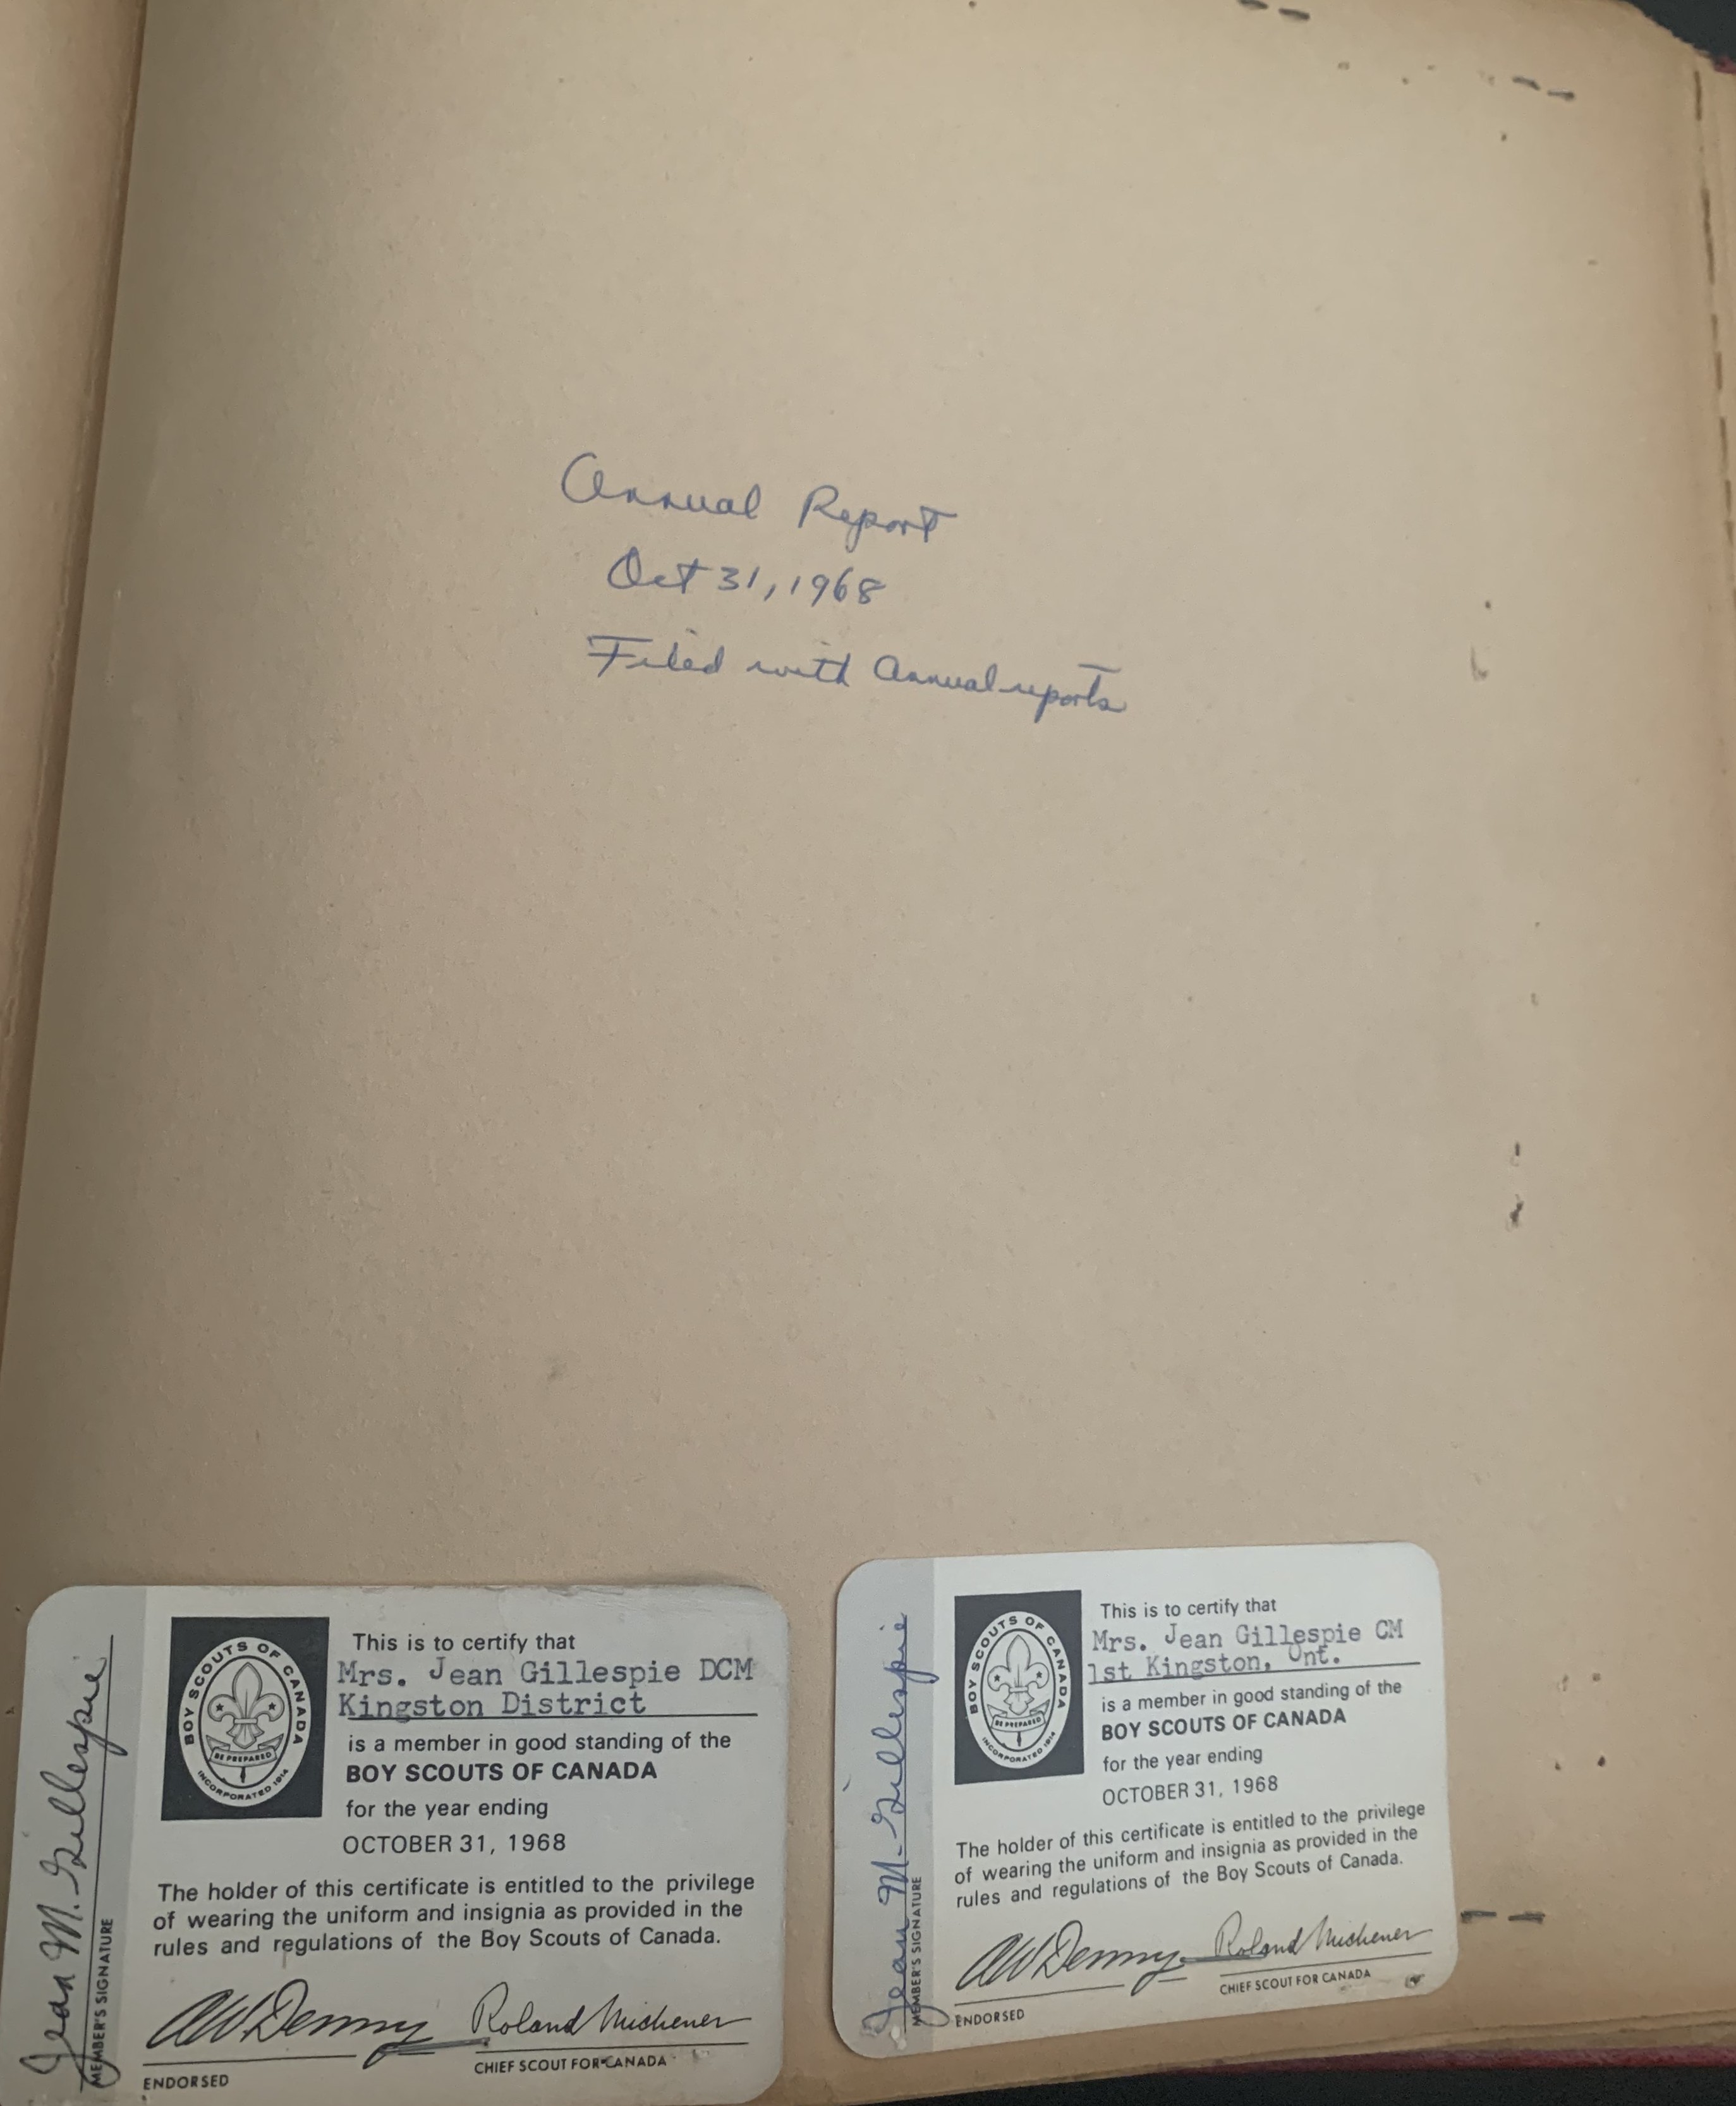 Annual Report
Oct 31, 1968
Filed with Annual reports
Jean M. Gillespie
MEMBER'S SIGNATURE
BOY SCOUTS OF CANADA
BE PREPARED
INCORPORATED 1914
This is to certify that
Mrs. Jean Gillespie DCM
Kingston District
is a member in good standing of the
BOY SCOUTS OF CANADA
for the year ending
OCTOBER 31, 1968
The holder of this certificate is entitled to the privilege
of wearing the uniform and insignia as provided in the
rules and regulations of the Boy Scouts of Canada.
AW Denny
ENDORSED
Roland Michener
CHIEF SCOUT FOR CANADA
Jean M. Gillespie
MEMBER'S SIGNATURE
BOY SCOUTS OF CANADA
BE PREPARED
INCORPORATED 1914
This is to certify that
Mrs. Jean Gillespie CM
1st Kingston, Ont.
is a member in good standing of the
BOY SCOUTS OF CANADA
for the year ending
OCTOBER 31, 1968
The holder of this certificate is entitled to the privilege
of wearing the uniform and insignia as provided in the
rules and regulations of the Boy Scouts of Canada.
AW Denny
ENDORSED
Roland Michener
CHIEF SCOUT FOR CANADA